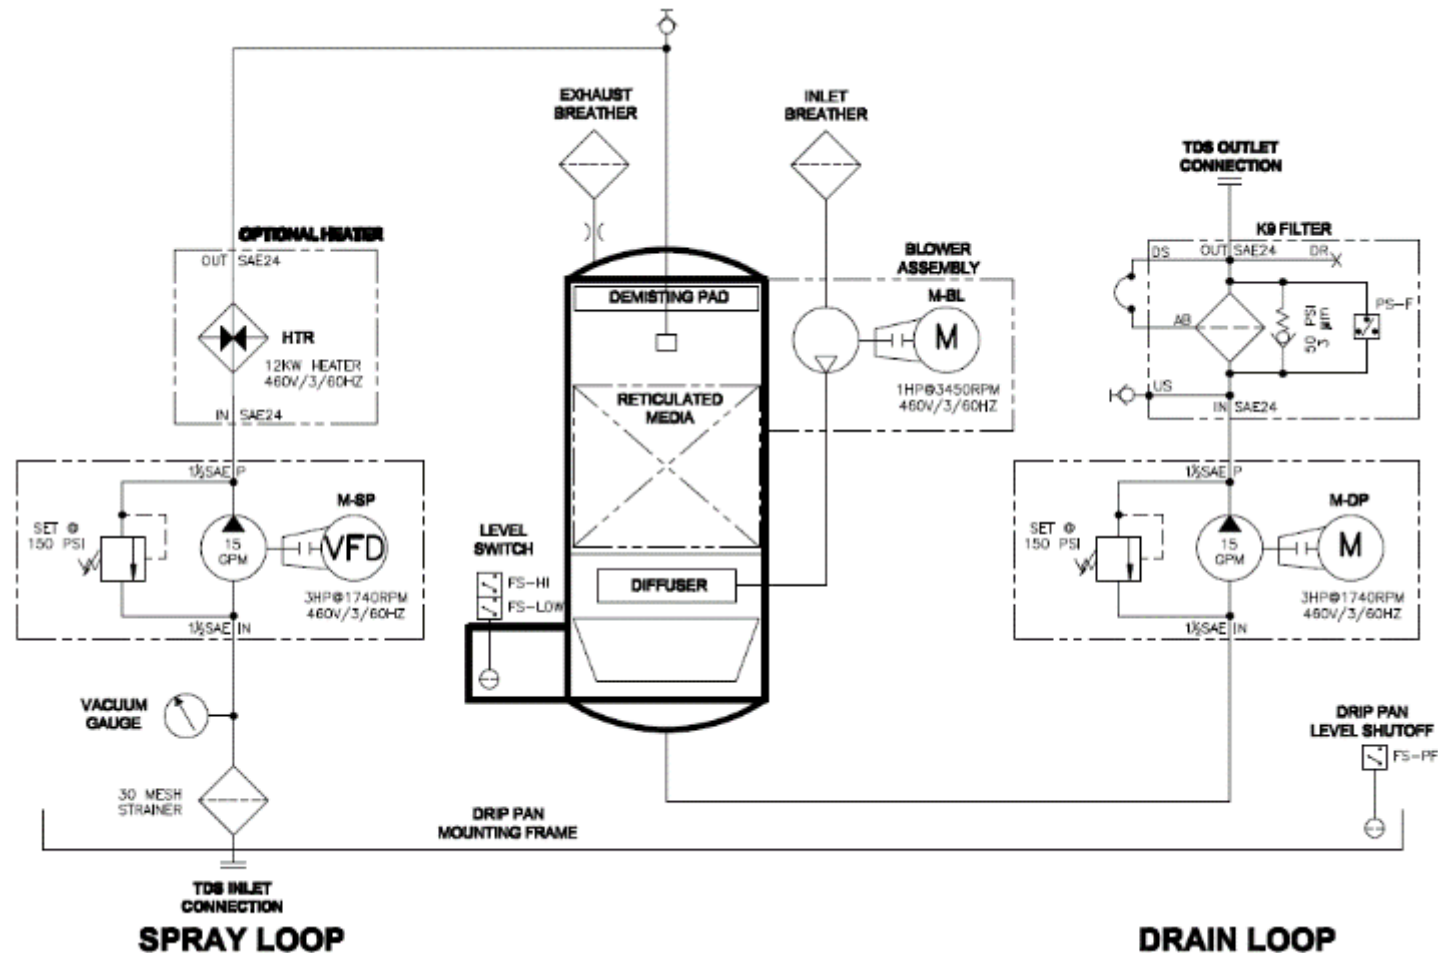 EXHAUST
BREATHER
INLET
BREATHER
TDS OUTLET
CONNECTION
OPTIONAL HEATER
OUT SAE24
HTR
12KW HEATER
460V/3/60HZ
IN SAE24
DEMISTING PAD
RETICULATED
MEDIA
DIFFUSER
BLOWER
ASSEMBLY
M-BL
M
1HP@3450RPM
460V/3/60HZ
K9 FILTER
DS OUT SAE24 DR
AB
50 PSI
3 µm
PS-F
US
IN SAE24
1½SAE P
M-SP
SET @
150 PSI
15
GPM
VFD
3HP@1740RPM
460V/3/60HZ
1½SAE IN
LEVEL
SWITCH
FS-HI
FS-LOW
1½SAE P
M-DP
SET @
150 PSI
15
GPM
M
3HP@1740RPM
460V/3/60HZ
1½SAE IN
VACUUM
GAUGE
30 MESH
STRAINER
DRIP PAN
MOUNTING FRAME
DRIP PAN
LEVEL SHUTOFF
FS-PF
TDS INLET
CONNECTION
SPRAY LOOP
DRAIN LOOP